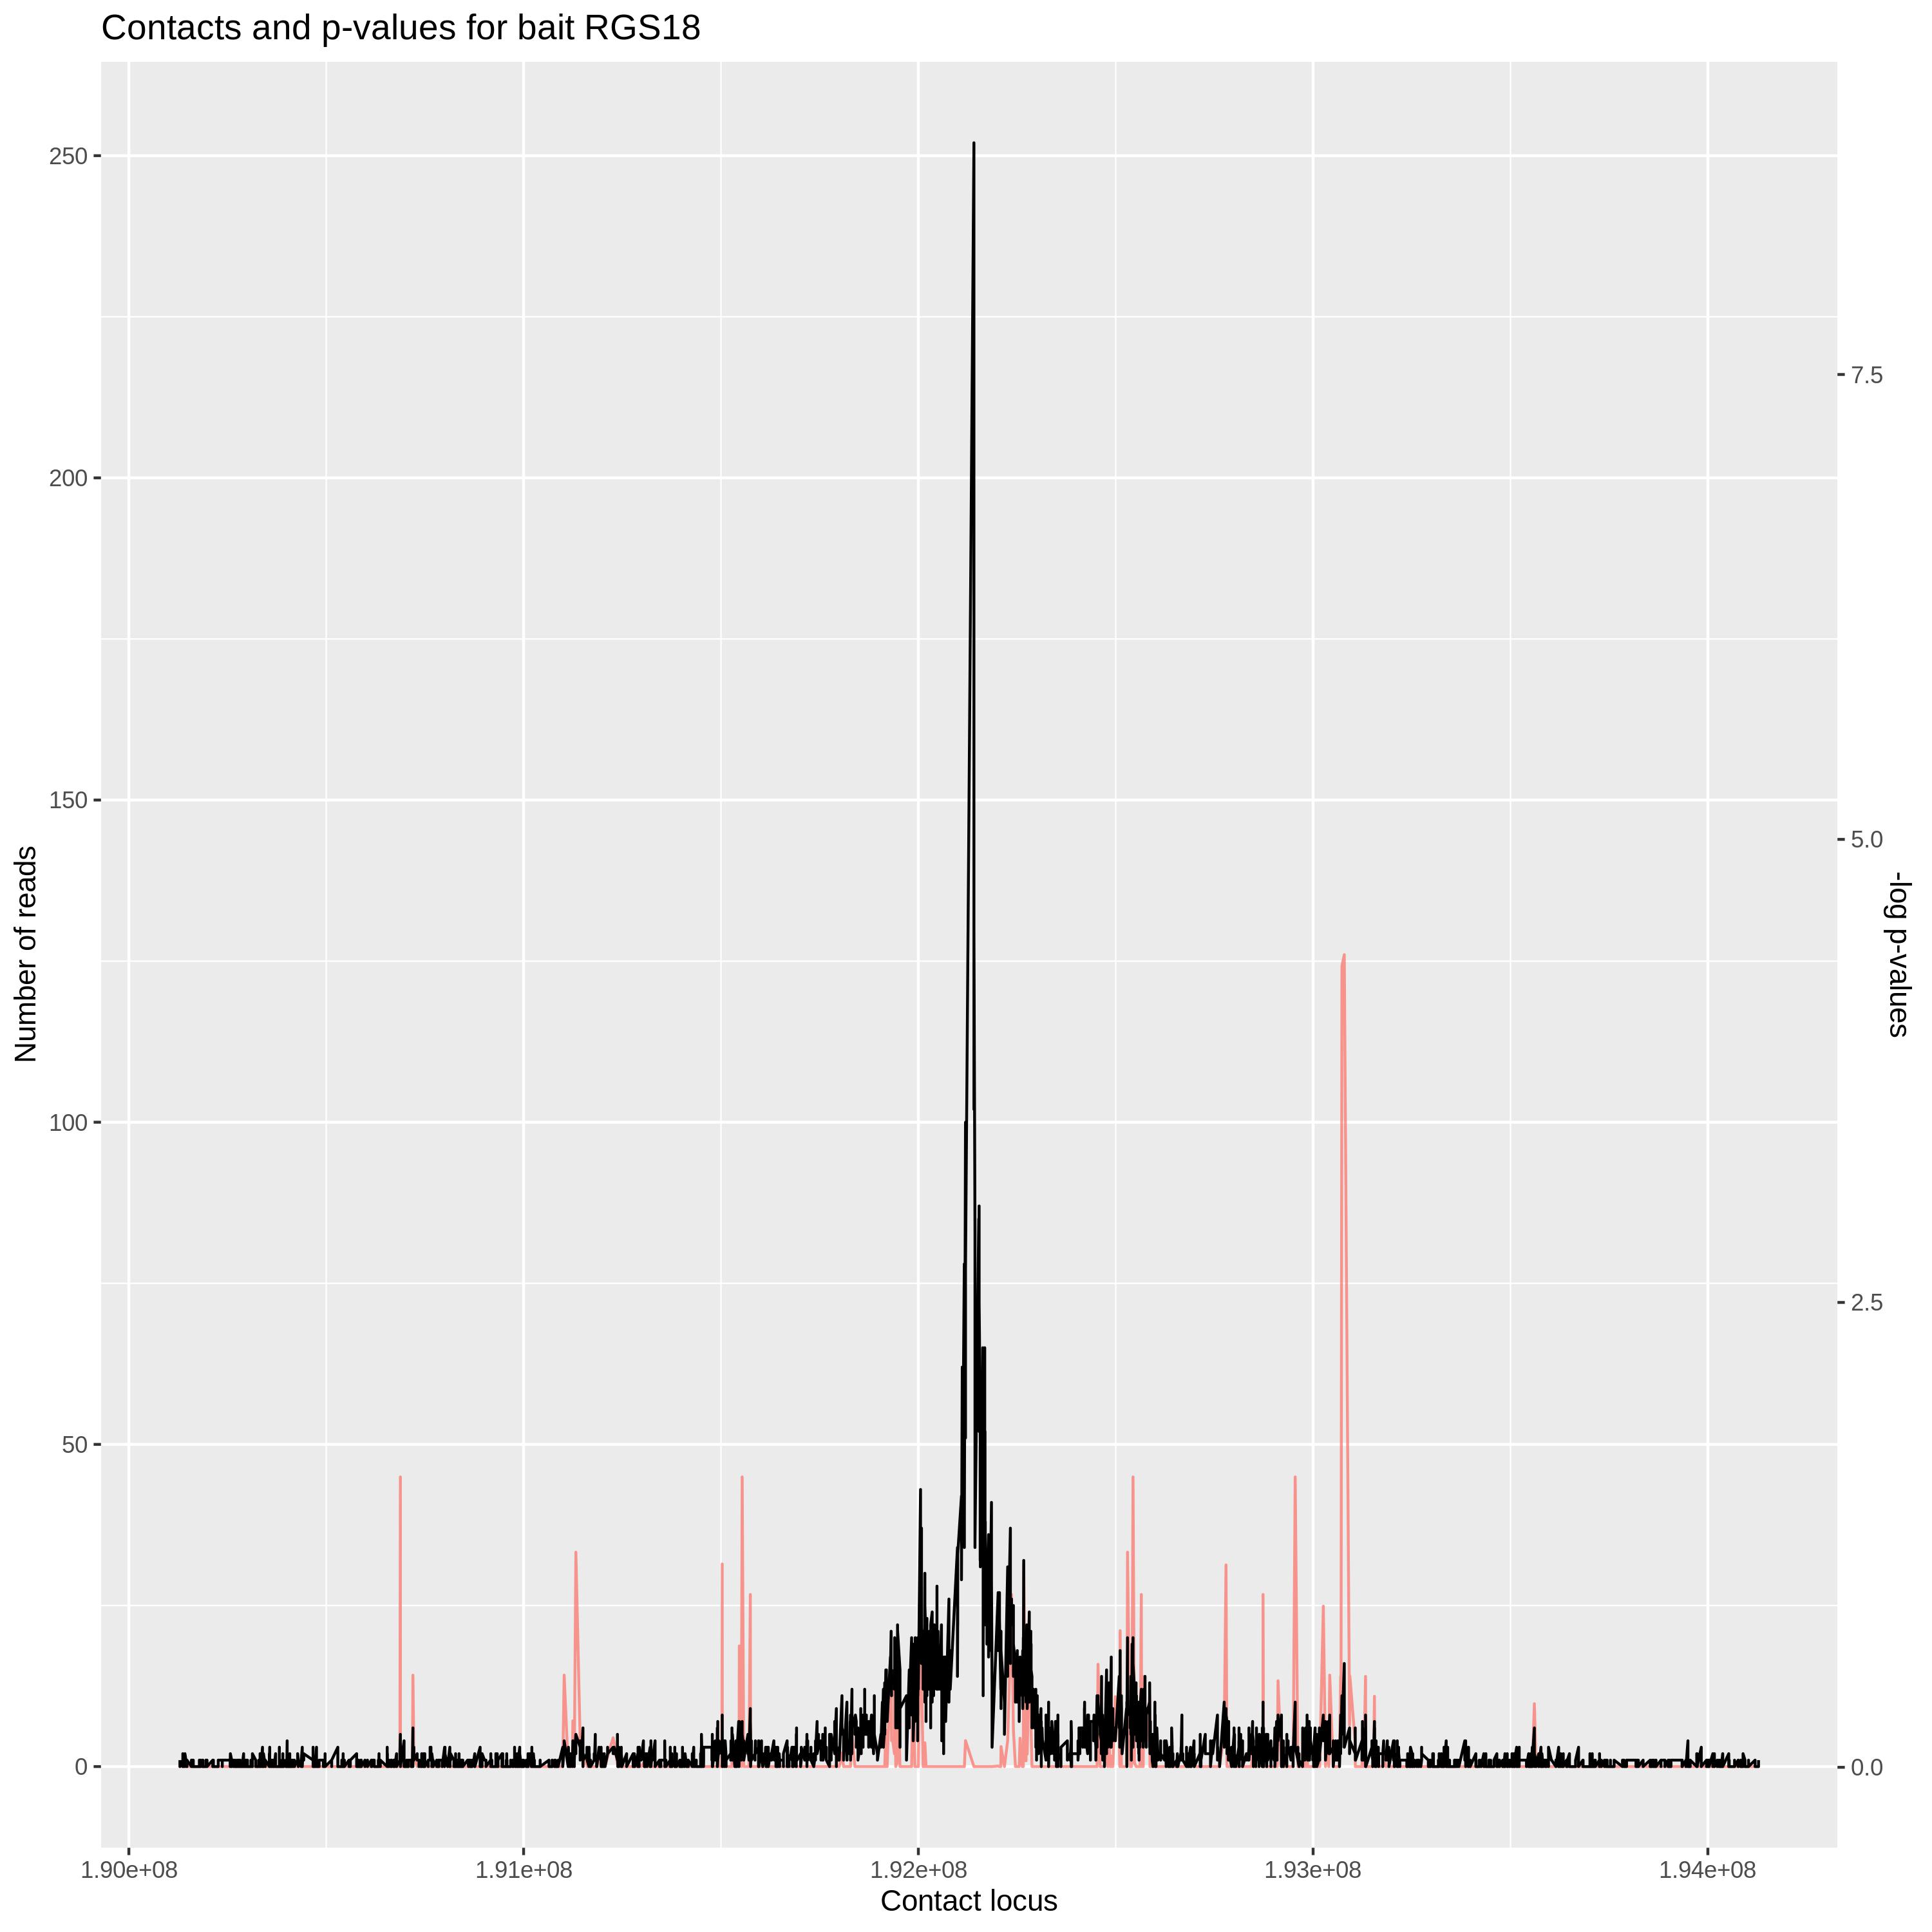 Contacts and p-values for bait RGS18
250
200
150
100
50
0
Number of reads
7.5
5.0
2.5
0.0
-log p-values
1.90e+08
1.91e+08
1.92e+08
1.93e+08
1.94e+08
Contact locus